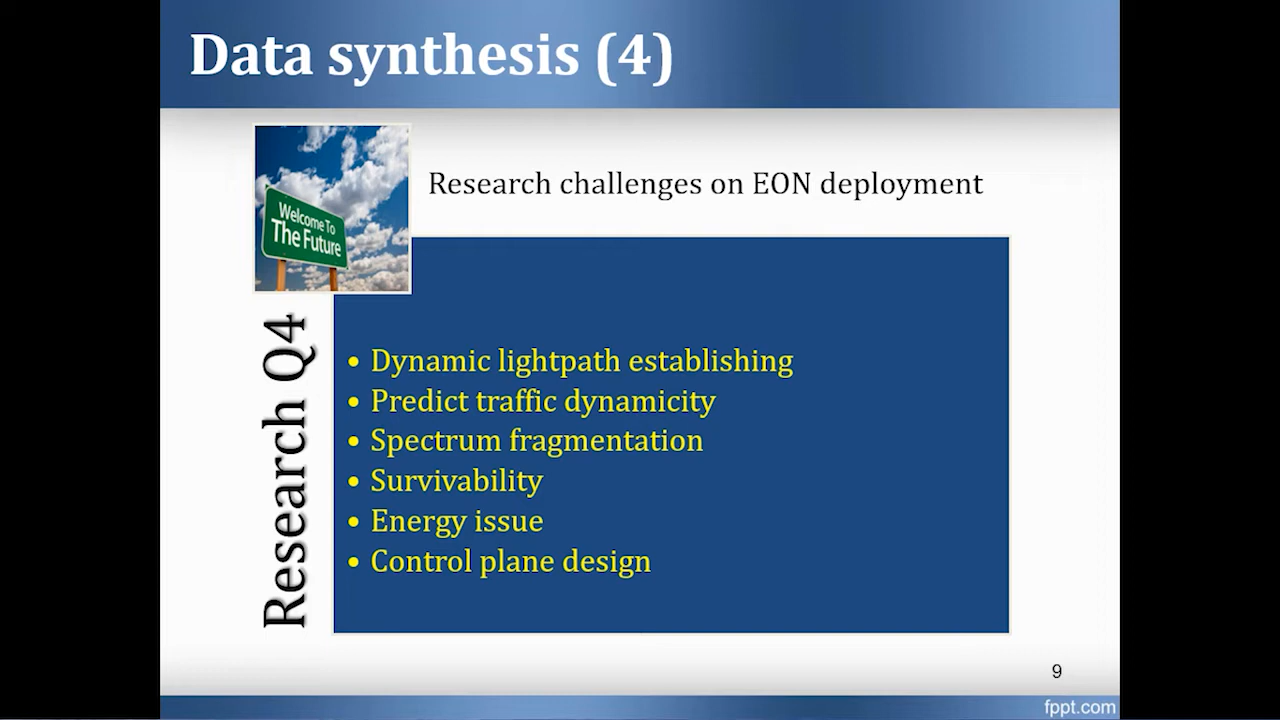 Data synthesis (4)
Welcome To
The Future
Research challenges on EON deployment
Research Q4
• Dynamic lightpath establishing
• Predict traffic dynamicity
• Spectrum fragmentation
• Survivability
• Energy issue
• Control plane design
9
fppt.com